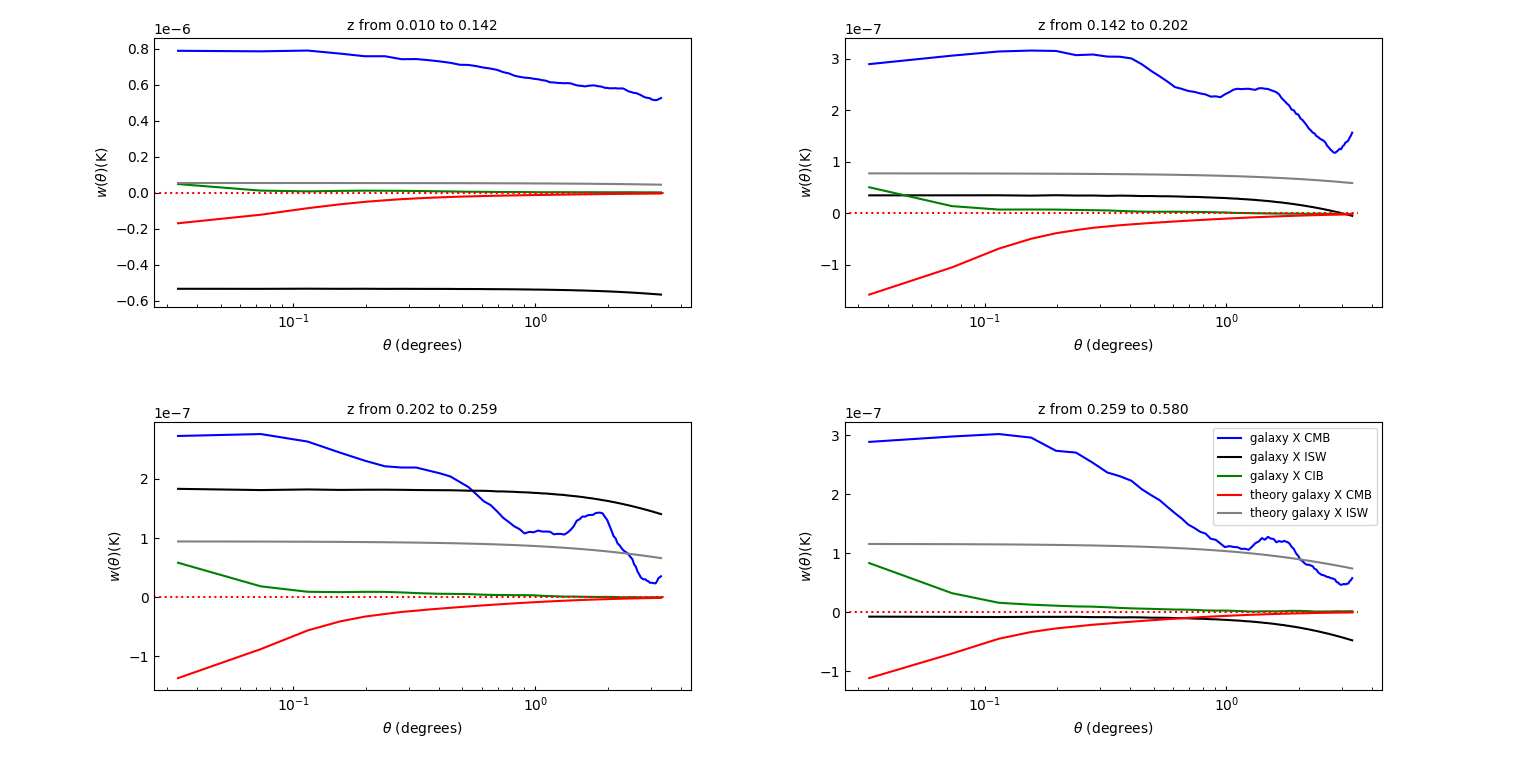 z from 0.010 to 0.142
1e−6
0.8
0.6
0.4
0.2
0.0
−0.2
−0.4
−0.6
w(θ)(K)
10⁻¹ 10⁰
θ (degrees)
z from 0.142 to 0.202
1e−7
3
2
1
0
−1
w(θ)(K)
10⁻¹ 10⁰
θ (degrees)
z from 0.202 to 0.259
1e−7
2
1
0
−1
w(θ)(K)
10⁻¹ 10⁰
θ (degrees)
z from 0.259 to 0.580
1e−7
3
2
1
0
−1
w(θ)(K)
10⁻¹ 10⁰
θ (degrees)
galaxy X CMB
galaxy X ISW
galaxy X CIB
theory galaxy X CMB
theory galaxy X ISW